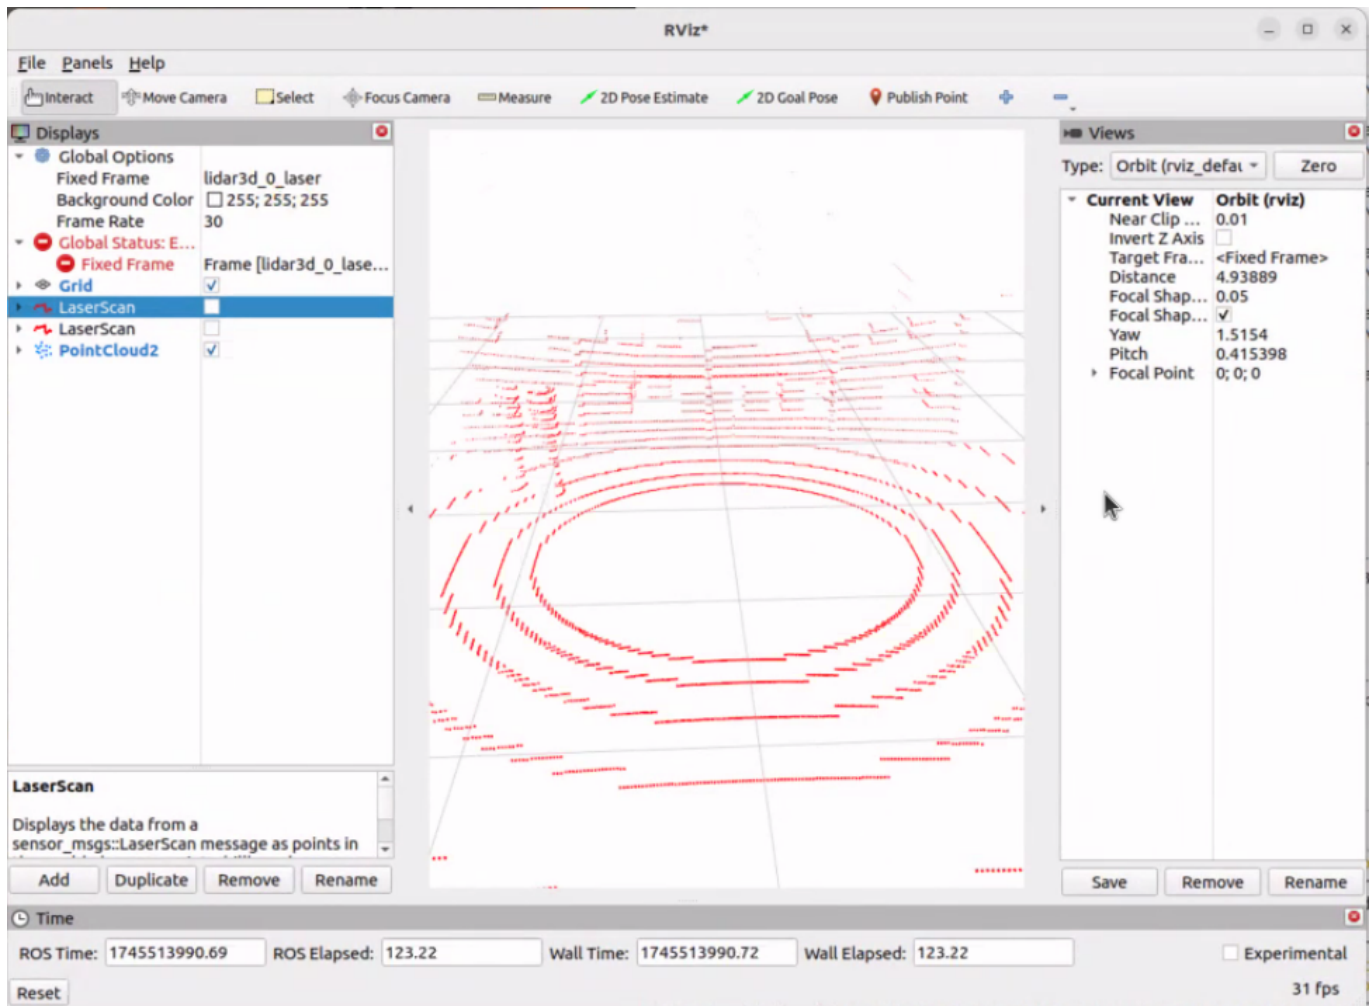 RViz*
File Panels Help
Interact Move Camera Select Focus Camera Measure 2D Pose Estimate 2D Goal Pose Publish Point
Displays
Global Options
Fixed Frame lidar3d_0_laser
Background Color 255; 255; 255
Frame Rate 30
Global Status: E...
Fixed Frame Frame [lidar3d_0_lase...
Grid
LaserScan
LaserScan
PointCloud2
LaserScan
Displays the data from a
sensor_msgs::LaserScan message as points in
Add Duplicate Remove Rename
Views
Type: Orbit (rviz_defau Zero
Current View Orbit (rviz)
Near Clip ... 0.01
Invert Z Axis
Target Fra... <Fixed Frame>
Distance 4.93889
Focal Shap... 0.05
Focal Shap...
Yaw 1.5154
Pitch 0.415398
Focal Point 0; 0; 0
Save Remove Rename
Time
ROS Time: 1745513990.69 ROS Elapsed: 123.22 Wall Time: 1745513990.72 Wall Elapsed: 123.22 Experimental
Reset 31 fps